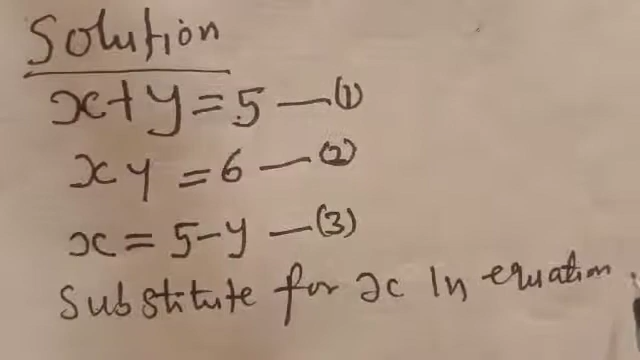 Solution
x+y=5—(1)
xy=6—(2)
x=5-y—(3)
Substitute for x In equation